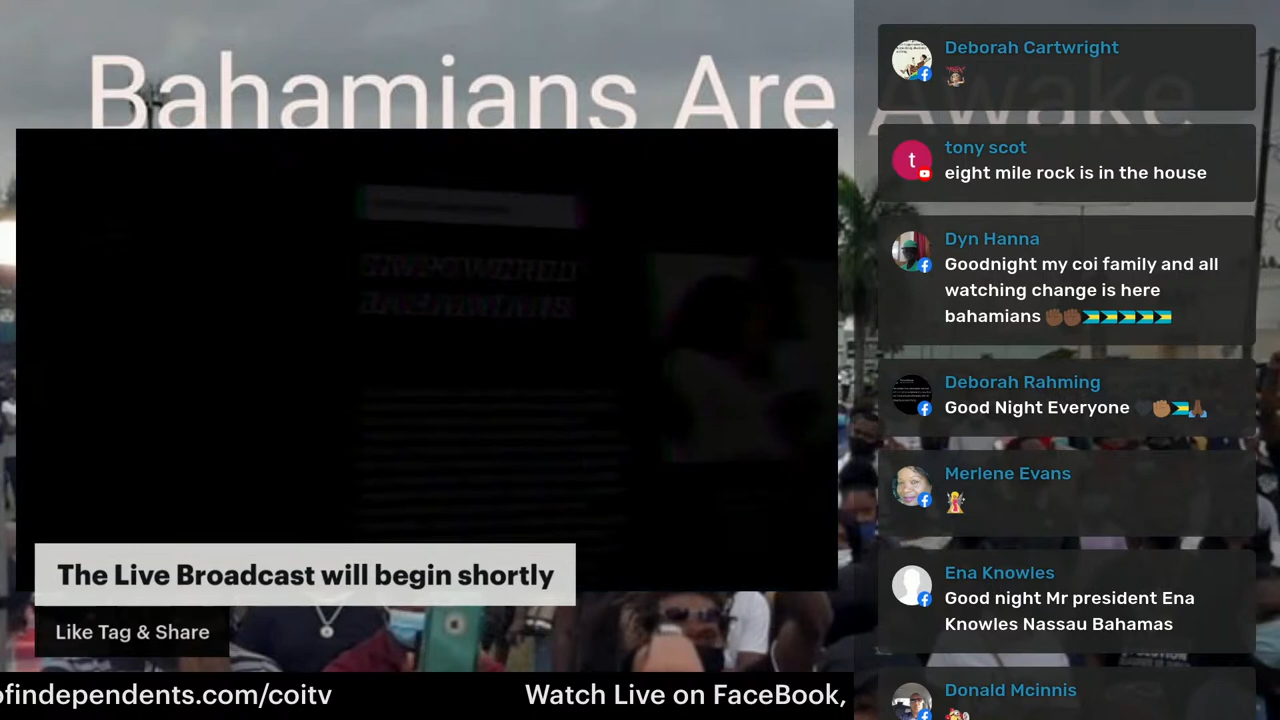 Bahamians Are Awake
EMPOWERED
BAHAMIANS
The Live Broadcast will begin shortly
Like Tag & Share
ofindependents.com/coitv
Watch Live on FaceBook,
Deborah Cartwright
t
tony scot
eight mile rock is in the house
Dyn Hanna
Goodnight my coi family and all
watching change is here
bahamians ✊🏾✊🏾🇧🇸🇧🇸🇧🇸🇧🇸🇧🇸
Deborah Rahming
Good Night Everyone 🖤✊🏽🇧🇸🙏🏾
Merlene Evans
Ena Knowles
Good night Mr president Ena
Knowles Nassau Bahamas
Donald Mcinnis